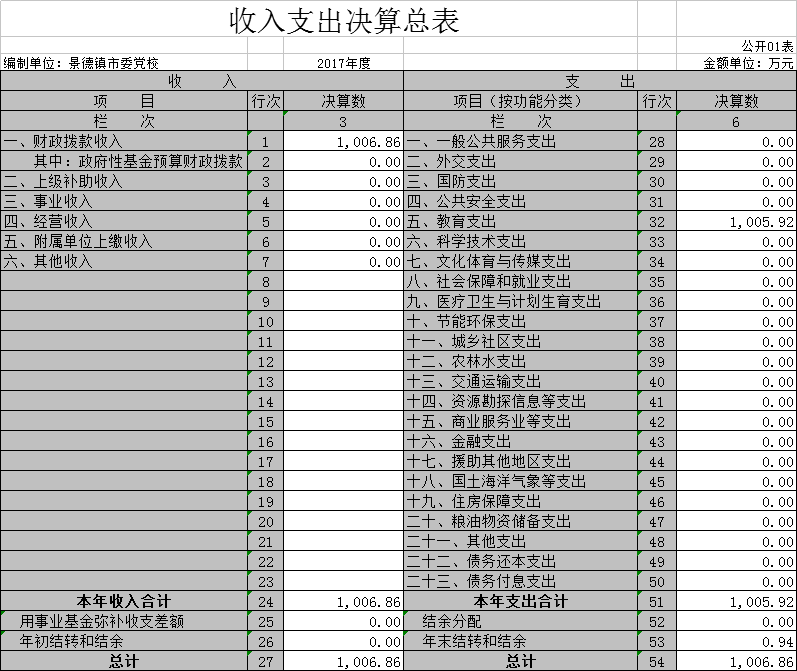 收入支出决算总表
公开01表
编制单位：景德镇市委党校 2017年度 金额单位：万元
收 入 支 出
项 目 行次 决算数 项目（按功能分类） 行次 决算数
栏 次 3 栏 次 6
一、财政拨款收入 1 1,006.86 一、一般公共服务支出 28 0.00
其中：政府性基金预算财政拨款 2 0.00 二、外交支出 29 0.00
二、上级补助收入 3 0.00 三、国防支出 30 0.00
三、事业收入 4 0.00 四、公共安全支出 31 0.00
四、经营收入 5 0.00 五、教育支出 32 1,005.92
五、附属单位上缴收入 6 0.00 六、科学技术支出 33 0.00
六、其他收入 7 0.00 七、文化体育与传媒支出 34 0.00
8 八、社会保障和就业支出 35 0.00
9 九、医疗卫生与计划生育支出 36 0.00
10 十、节能环保支出 37 0.00
11 十一、城乡社区支出 38 0.00
12 十二、农林水支出 39 0.00
13 十三、交通运输支出 40 0.00
14 十四、资源勘探信息等支出 41 0.00
15 十五、商业服务业等支出 42 0.00
16 十六、金融支出 43 0.00
17 十七、援助其他地区支出 44 0.00
18 十八、国土海洋气象等支出 45 0.00
19 十九、住房保障支出 46 0.00
20 二十、粮油物资储备支出 47 0.00
21 二十一、其他支出 48 0.00
22 二十二、债务还本支出 49 0.00
23 二十三、债务付息支出 50 0.00
本年收入合计 24 1,006.86 本年支出合计 51 1,005.92
用事业基金弥补收支差额 25 0.00 结余分配 52 0.00
年初结转和结余 26 0.00 年末结转和结余 53 0.94
总计 27 1,006.86 总计 54 1,006.86